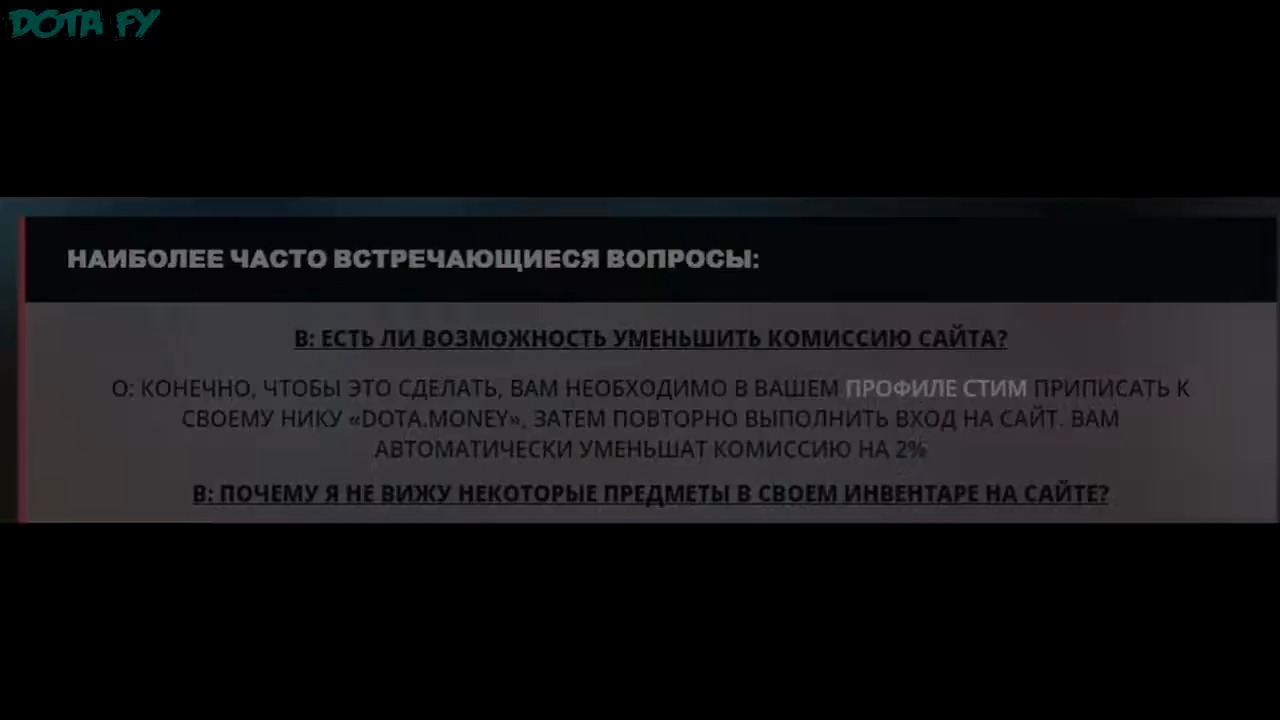 DOTA FY
НАИБОЛЕЕ ЧАСТО ВСТРЕЧАЮЩИЕСЯ ВОПРОСЫ:
В: ЕСТЬ ЛИ ВОЗМОЖНОСТЬ УМЕНЬШИТЬ КОМИССИЮ САЙТА?
О: КОНЕЧНО, ЧТОБЫ ЭТО СДЕЛАТЬ, ВАМ НЕОБХОДИМО В ВАШЕМ ПРОФИЛЕ СТИМ ПРИПИСАТЬ К
СВОЕМУ НИКУ «DOTA.MONEY», ЗАТЕМ ПОВТОРНО ВЫПОЛНИТЬ ВХОД НА САЙТ. ВАМ
АВТОМАТИЧЕСКИ УМЕНЬШАТ КОМИССИЮ НА 2%
В: ПОЧЕМУ Я НЕ ВИЖУ НЕКОТОРЫЕ ПРЕДМЕТЫ В СВОЕМ ИНВЕНТАРЕ НА САЙТЕ?